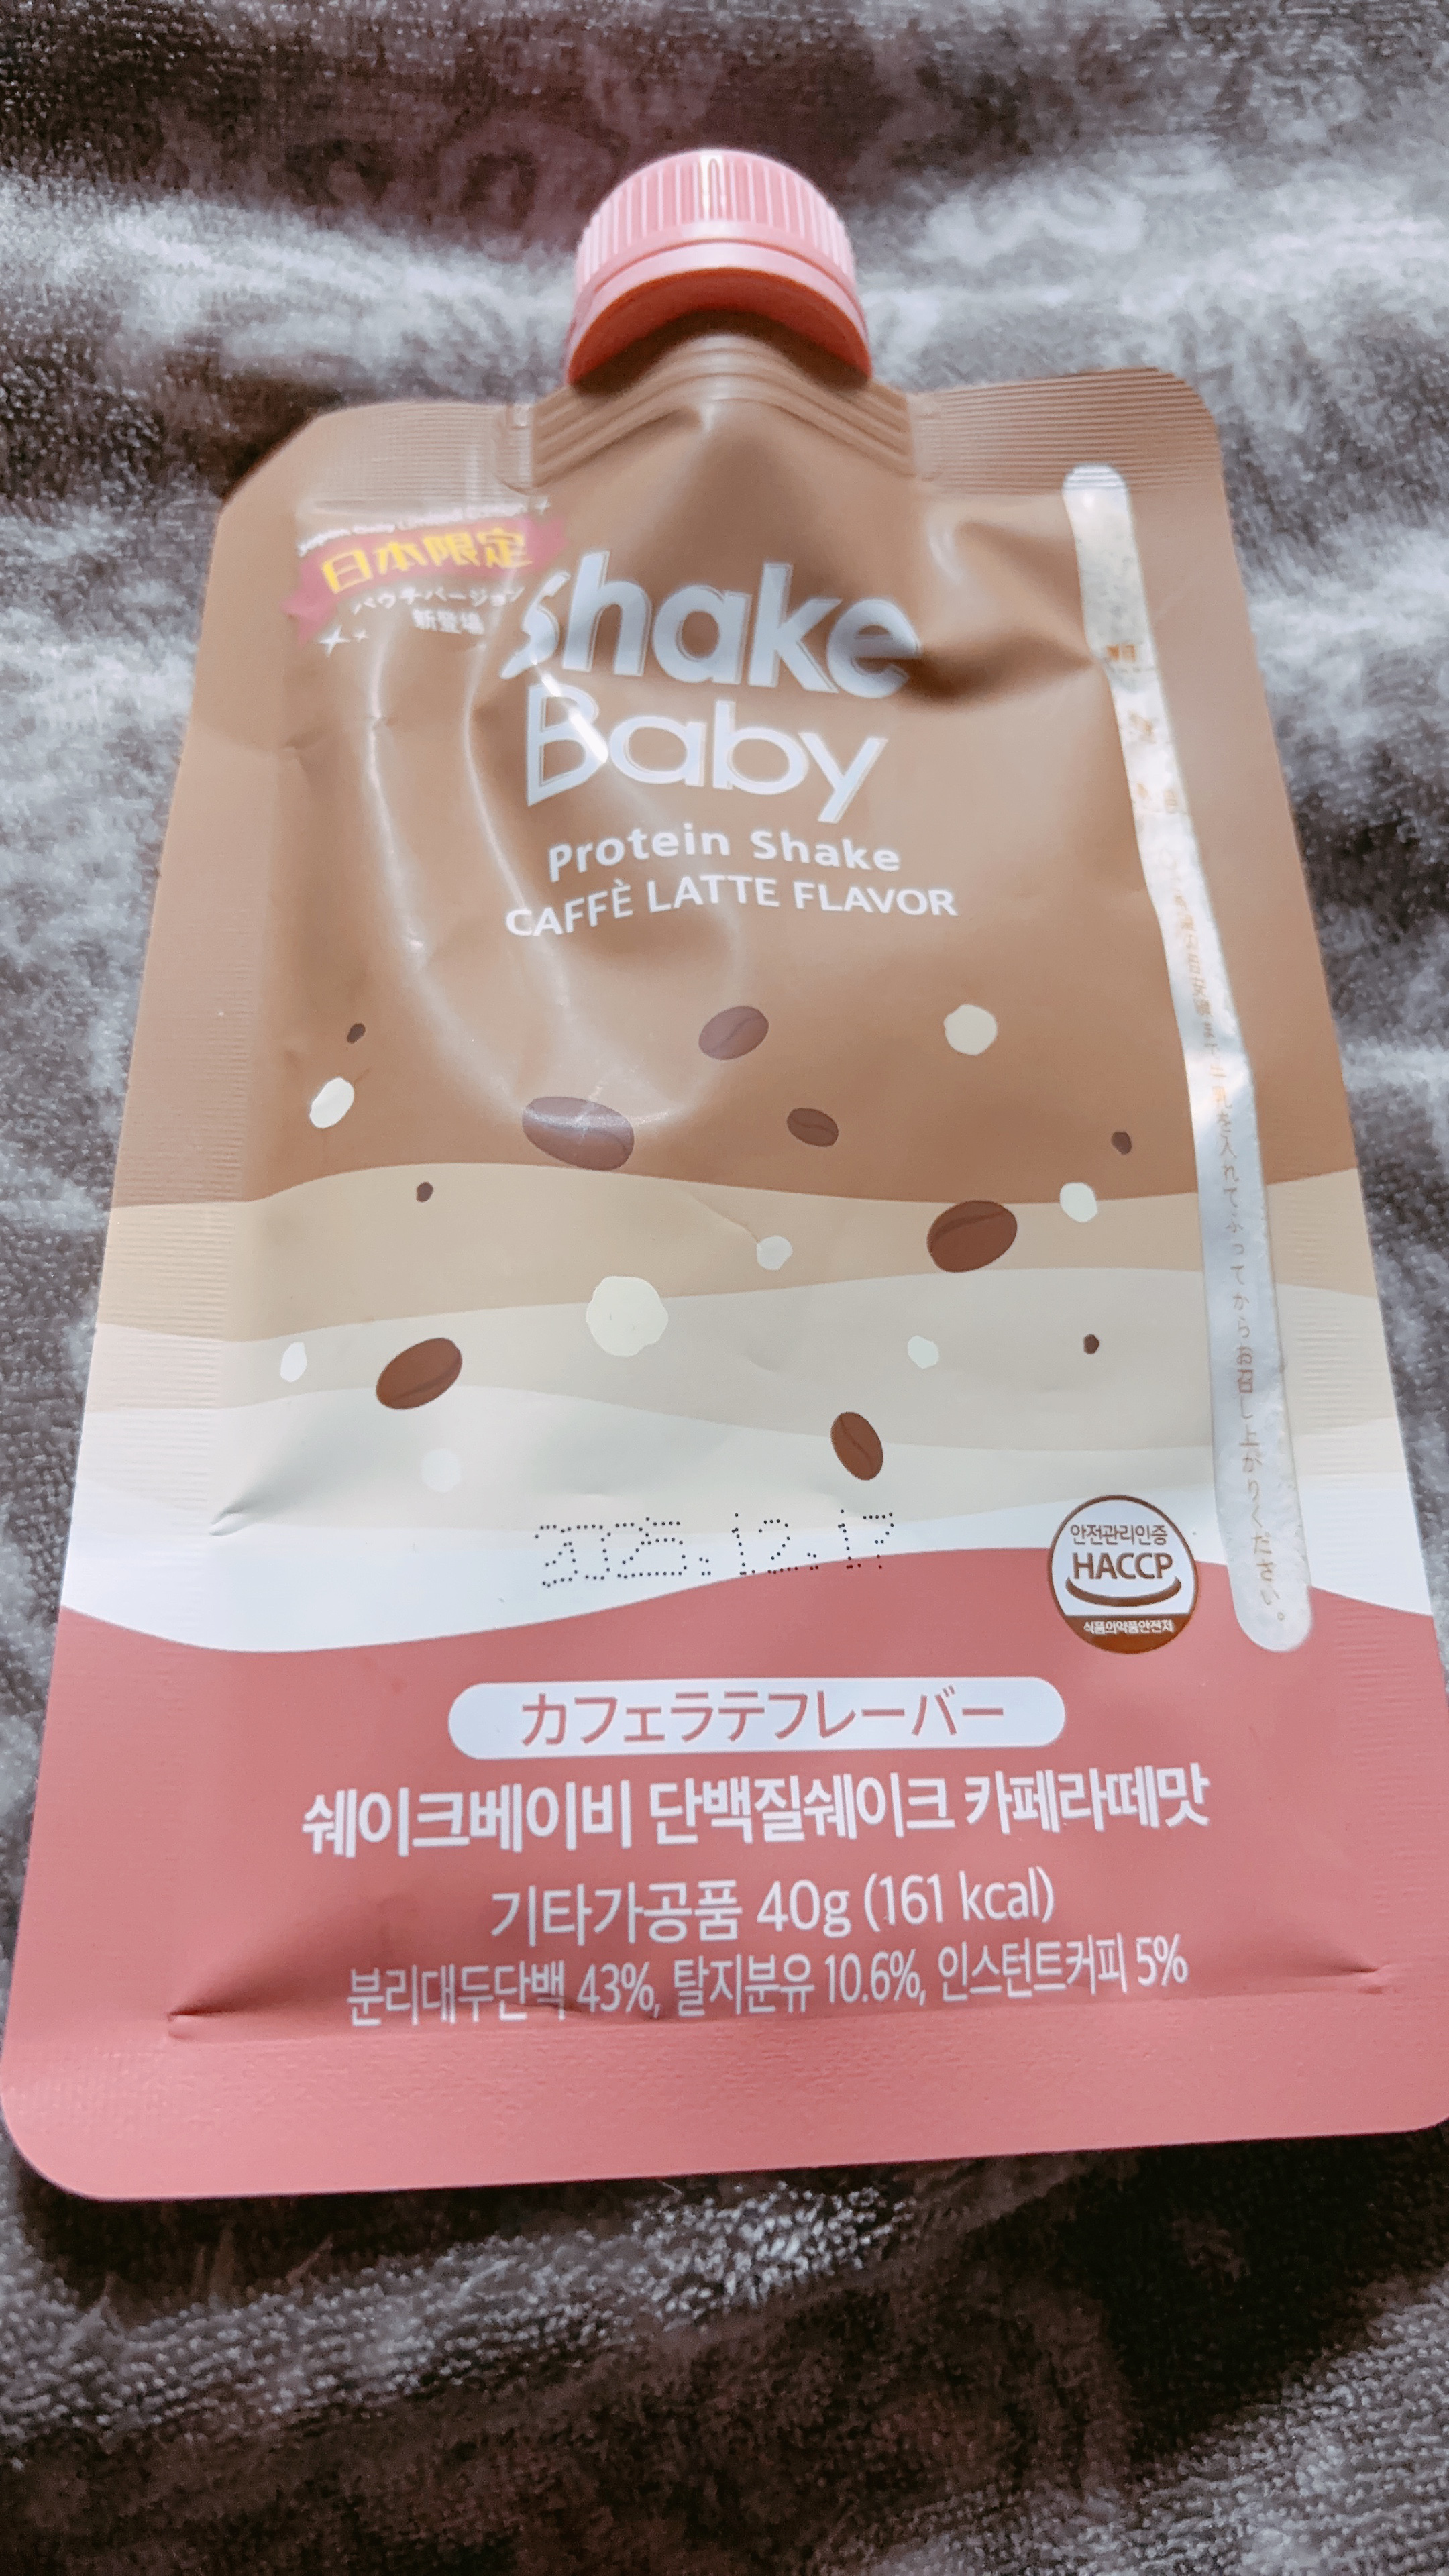 Japan Only Limited Edition
日本限定
パウチバージョン
新登場
Shake
Baby
Protein Shake
CAFFÈ LATTE FLAVOR
牛乳を入れてふってからお召し上がりください。
2025.12.17
안전관리인증
HACCP
식품의약품안전처
カフェラテフレーバー
쉐이크베이비 단백질쉐이크 카페라떼맛
기타가공품 40g (161 kcal)
분리대두단백 43%, 탈지분유 10.6%, 인스턴트커피 5%